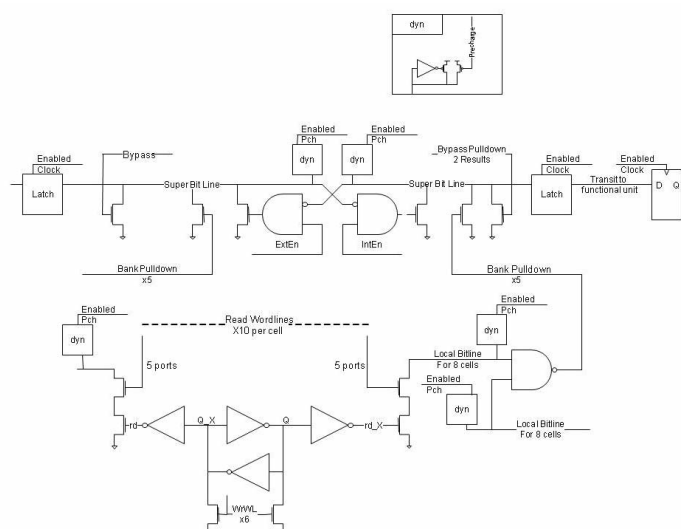 dyn
Precharge
Enabled
Pch
Enabled
Pch
dyn
dyn
Enabled
Clock
Latch
Bypass
Super Bit Line
Super Bit Line
Bypass Pulldown
2 Results
Enabled
Clock
Latch
Transit to
functional unit
Enabled
Clock
D Q
ExtEn
IntEn
Bank Pulldown
x5
Bank Pulldown
x5
Enabled
Pch
dyn
Read Wordlines
X10 per cell
5 ports
5 ports
Enabled
Pch
dyn
Local Bitline
For 8 cells
Enabled
Pch
dyn
Local Bitline
For 8 cells
rd
Q_X
Q
rd_X
WrWL
x6